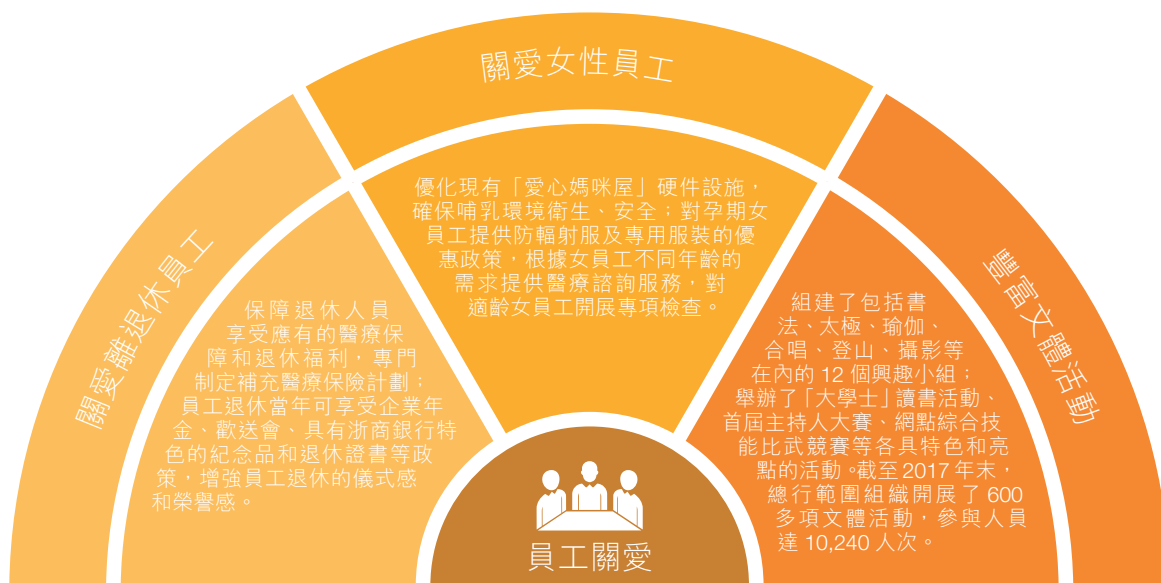 關愛女性員工
優化現有「愛心媽咪屋」硬件設施，
確保哺乳環境衛生、安全；對孕期女
員工提供防輻射服及專用服裝的優
惠政策，根據女員工不同年齡的
需求提供醫療諮詢服務，對
適齡女員工開展專項檢查。
關愛離退休員工
保障退休人員
享受應有的醫療保
障和退休福利，專門
制定補充醫療保險計劃；
員工退休當年可享受企業年
金、歡送會、具有浙商銀行特
色的紀念品和退休證書等政
策，增強員工退休的儀式感
和榮譽感。
豐富文體活動
組建了包括書
法、太極、瑜伽、
合唱、登山、攝影等
在內的 12 個興趣小組；
舉辦了「大學士」讀書活動、
首屆主持人大賽、網點綜合技
能比武競賽等各具特色和亮
點的活動。截至 2017 年末，
總行範圍組織開展了 600
多項文體活動，參與人員
達 10,240 人次。
員工關愛